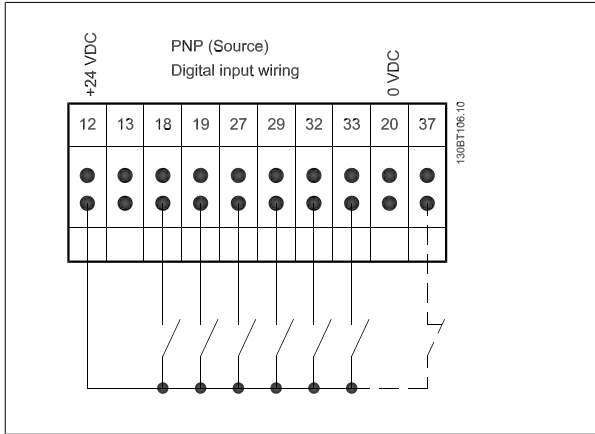 +24 VDC
PNP (Source)
Digital input wiring
0 VDC
12 13 18 19 27 29 32 33 20 37
130BT106.10